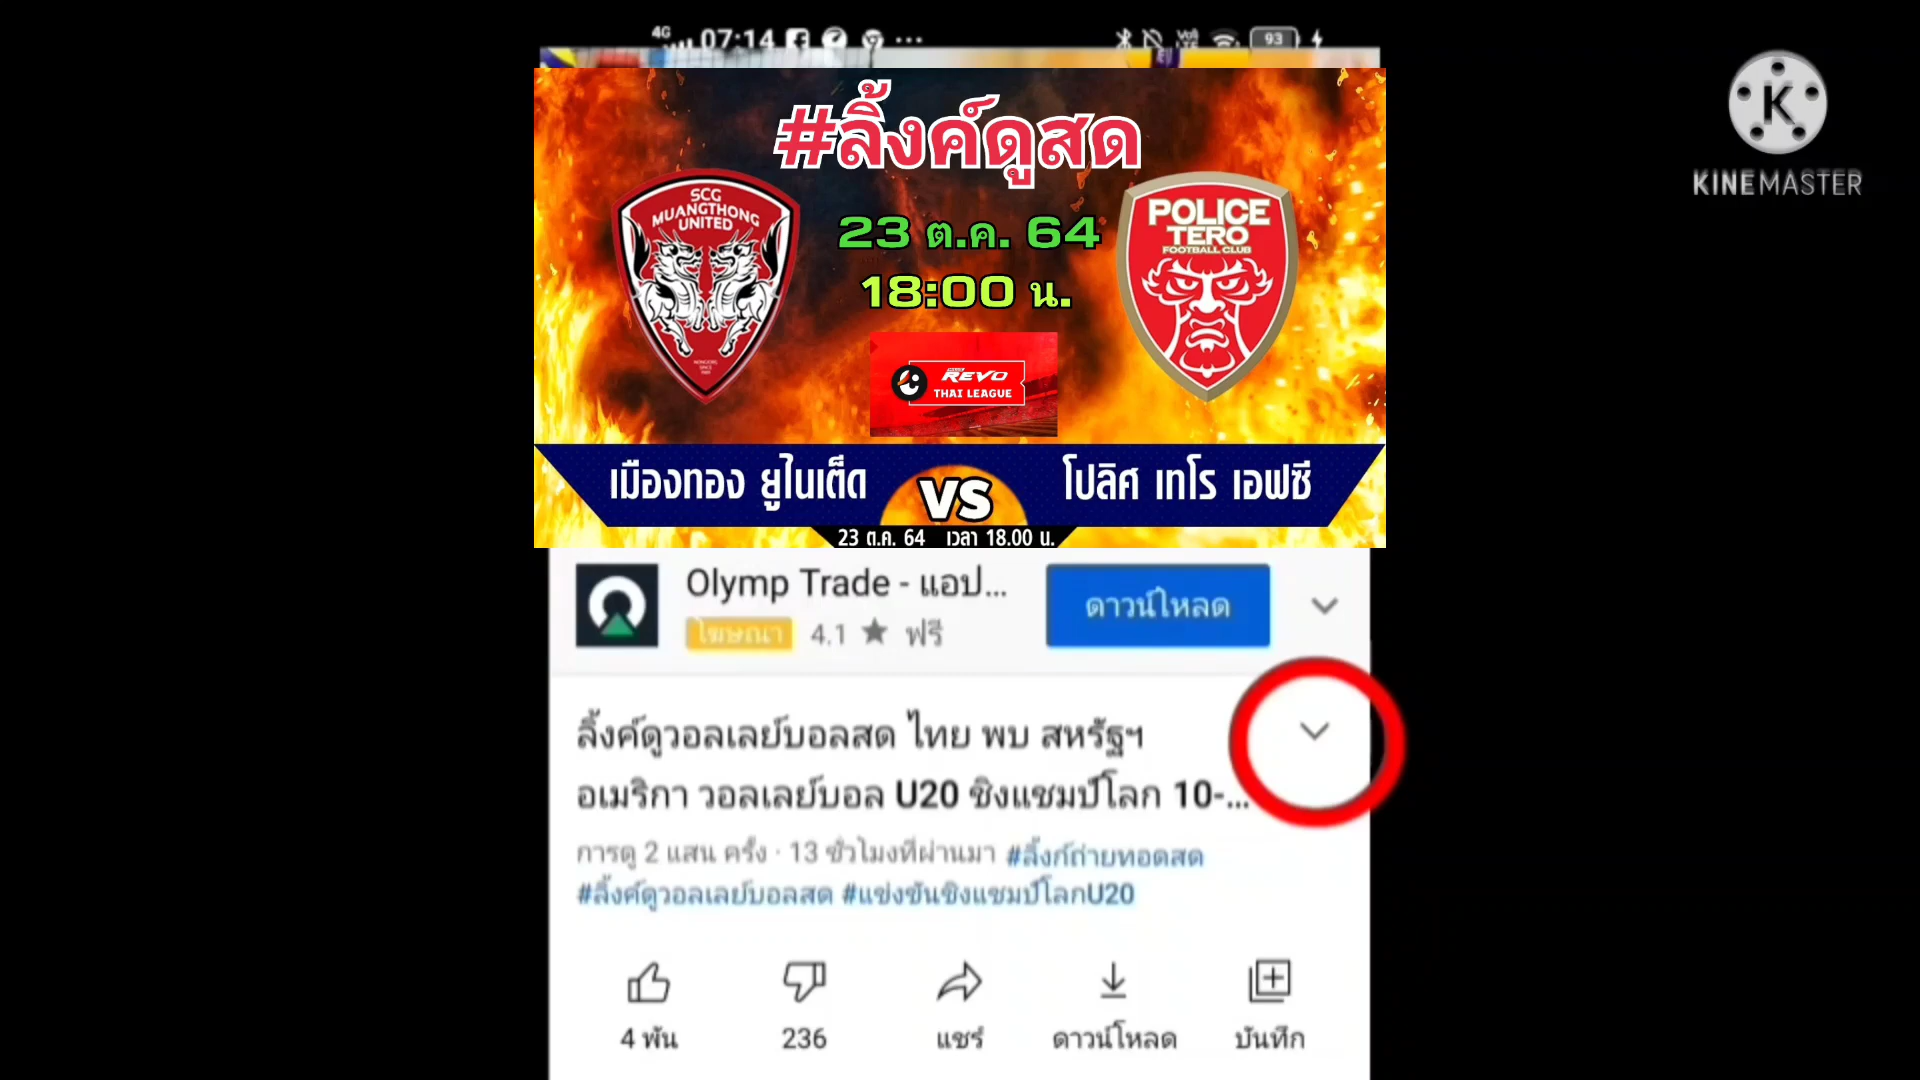 4G 07:14 ... 93
KINEMASTER
#ลิ้งค์ดูสด
SCG
MUANGTHONG
UNITED
23 ต.ค. 64
18:00 น.
POLICE
TERO
FOOTBALL CLUB
REVO
THAI LEAGUE
เมืองทอง ยูไนเต็ด VS โปลิศ เทโร เอฟซี
23 ต.ค. 64 เวลา 18.00 น.
Olymp Trade - แอป...
โฆษณา 4.1 ★ ฟรี
ดาวน์โหลด
ลิ้งค์ดูวอลเลย์บอลสด ไทย พบ สหรัฐฯ
อเมริกา วอลเลย์บอล U20 ชิงแชมป์โลก 10-...
การดู 2 แสน ครั้ง · 13 ชั่วโมงที่ผ่านมา #ลิ้งก์ถ่ายทอดสด
#ลิ้งค์ดูวอลเลย์บอลสด #แข่งขันชิงแชมป์โลกU20
4 พัน 236 แชร์ ดาวน์โหลด บันทึก